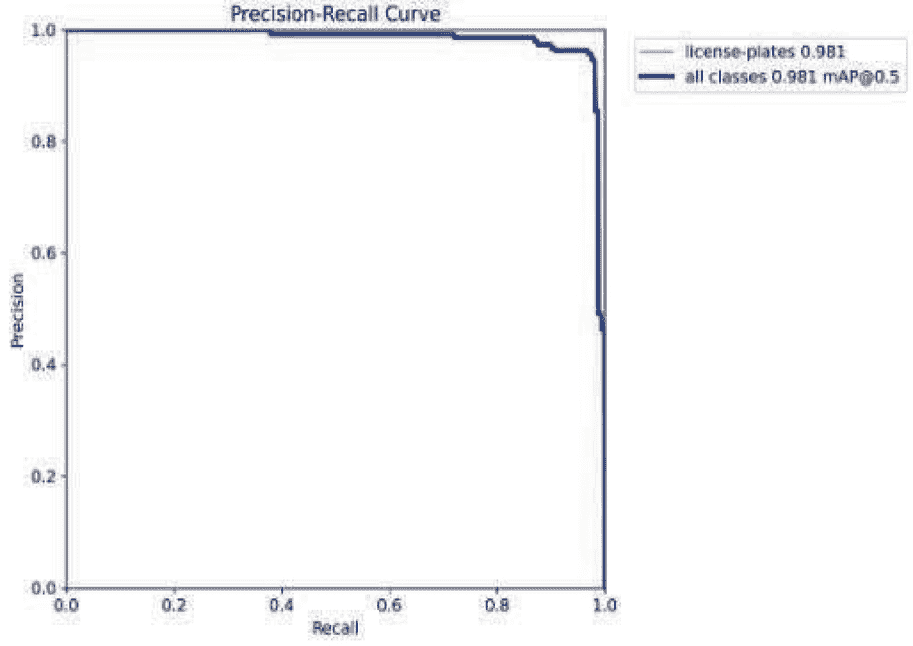 Precision-Recall Curve
license-plates 0.981
all classes 0.981 mAP@0.5
Precision
1.0
0.8
0.6
0.4
0.2
0.0
0.0 0.2 0.4 0.6 0.8 1.0
Recall